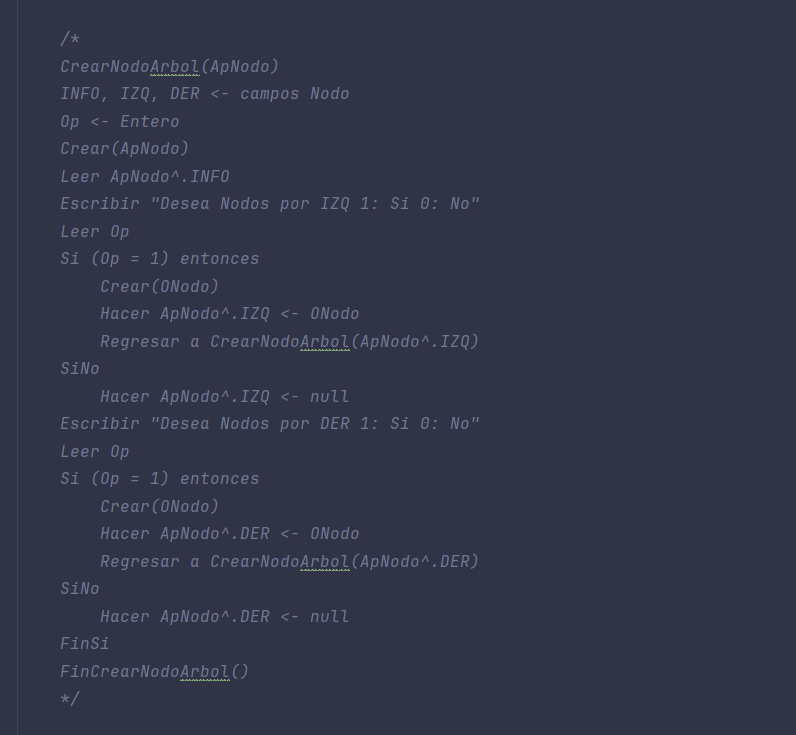 /*
CrearNodoArbol(ApNodo)
INFO, IZQ, DER <- campos Nodo
Op <- Entero
Crear(ApNodo)
Leer ApNodo^.INFO
Escribir "Desea Nodos por IZQ 1: Si 0: No"
Leer Op
Si (Op = 1) entonces
    Crear(ONodo)
    Hacer ApNodo^.IZQ <- ONodo
    Regresar a CrearNodoArbol(ApNodo^.IZQ)
SiNo
    Hacer ApNodo^.IZQ <- null
Escribir "Desea Nodos por DER 1: Si 0: No"
Leer Op
Si (Op = 1) entonces
    Crear(ONodo)
    Hacer ApNodo^.DER <- ONodo
    Regresar a CrearNodoArbol(ApNodo^.DER)
SiNo
    Hacer ApNodo^.DER <- null
FinSi
FinCrearNodoArbol()
*/